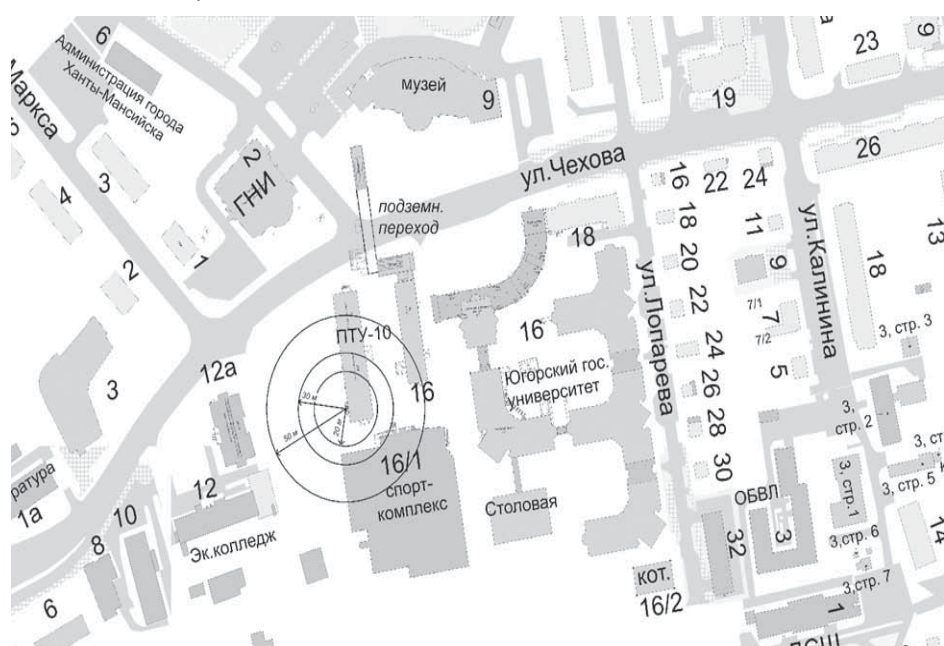 6
Администрация города
Ханты-Мансийска
Маркса
5
4
3
2
1
2
ГНИ
музей
9
19
23
9
26
ул.Чехова
подземн.
переход
16
22
24
18
11
13
18
20
9
7/1
7
7/2
5
22
24
26
28
30
ул.Лопарева
ул.Калинина
18
3, стр. 3
ПТУ-10
16
16
Югорский гос.
университет
12а
3
30 м
20 м
50 м
16/1
спорт-
комплекс
Столовая
3,
стр. 2
3, стр. 5
3, стр.1
3,стр. 6
3,стр. 7
14
ОБВЛ
3
32
1
кот.
16/2
1а
12
10
8
6
Эк.колледж